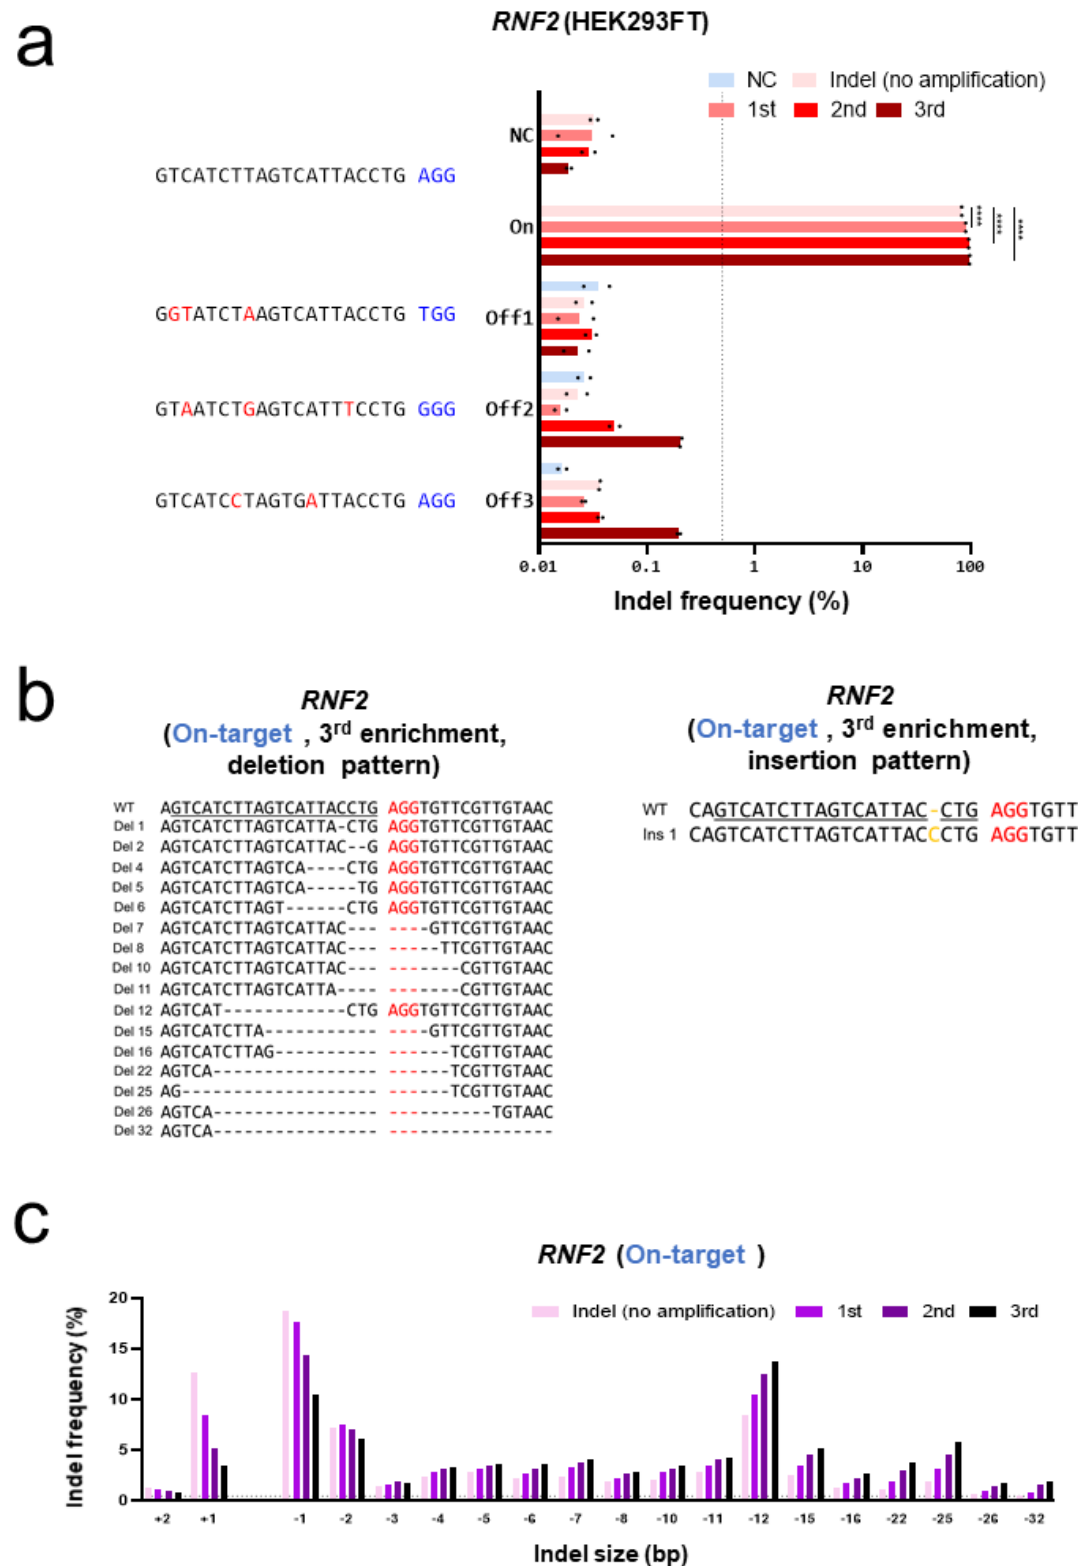 a
RNF2 (HEK293FT)
NC Indel (no amplification)
1st 2nd 3rd
NC
GTCATCTTAGTCATTACCTG AGG
On
**** **** ****
GGTATCTAAGTCATTACCTG TGG Off1
GTAATCTGAGTCATTTCCTG GGG Off2
GTCATCCTAGTGATTACCTG AGG Off3
0.01 0.1 1 10 100
Indel frequency (%)
b
RNF2
(On-target , 3rd enrichment,
deletion pattern)
WT AGTCATCTTAGTCATTACCTG AGGTGTTCGTTGTAAC
Del 1 AGTCATCTTAGTCATTA-CTG AGGTGTTCGTTGTAAC
Del 2 AGTCATCTTAGTCATTAC--G AGGTGTTCGTTGTAAC
Del 4 AGTCATCTTAGTCA----CTG AGGTGTTCGTTGTAAC
Del 5 AGTCATCTTAGTCA-----TG AGGTGTTCGTTGTAAC
Del 6 AGTCATCTTAGT------CTG AGGTGTTCGTTGTAAC
Del 7 AGTCATCTTAGTCATTAC--- ----GTTCGTTGTAAC
Del 8 AGTCATCTTAGTCATTAC--- -----TTCGTTGTAAC
Del 10 AGTCATCTTAGTCATTAC--- -------CGTTGTAAC
Del 11 AGTCATCTTAGTCATTA---- -------CGTTGTAAC
Del 12 AGTCAT------------CTG AGGTGTTCGTTGTAAC
Del 15 AGTCATCTTA----------- ----GTTCGTTGTAAC
Del 16 AGTCATCTTAG---------- ------TCGTTGTAAC
Del 22 AGTCA---------------- ------TCGTTGTAAC
Del 25 AG------------------- ------TCGTTGTAAC
Del 26 AGTCA---------------- ----------TGTAAC
Del 32 AGTCA---------------- ----------------
RNF2
(On-target , 3rd enrichment,
insertion pattern)
WT CAGTCATCTTAGTCATTAC-CTG AGGTGTT
Ins 1 CAGTCATCTTAGTCATTACCCTG AGGTGTT
c
RNF2 (On-target )
Indel (no amplification) 1st 2nd 3rd
Indel frequency (%)
20
15
10
5
0
+2 +1 -1 -2 -3 -4 -5 -6 -7 -8 -10 -11 -12 -15 -16 -22 -25 -26 -32
Indel size (bp)